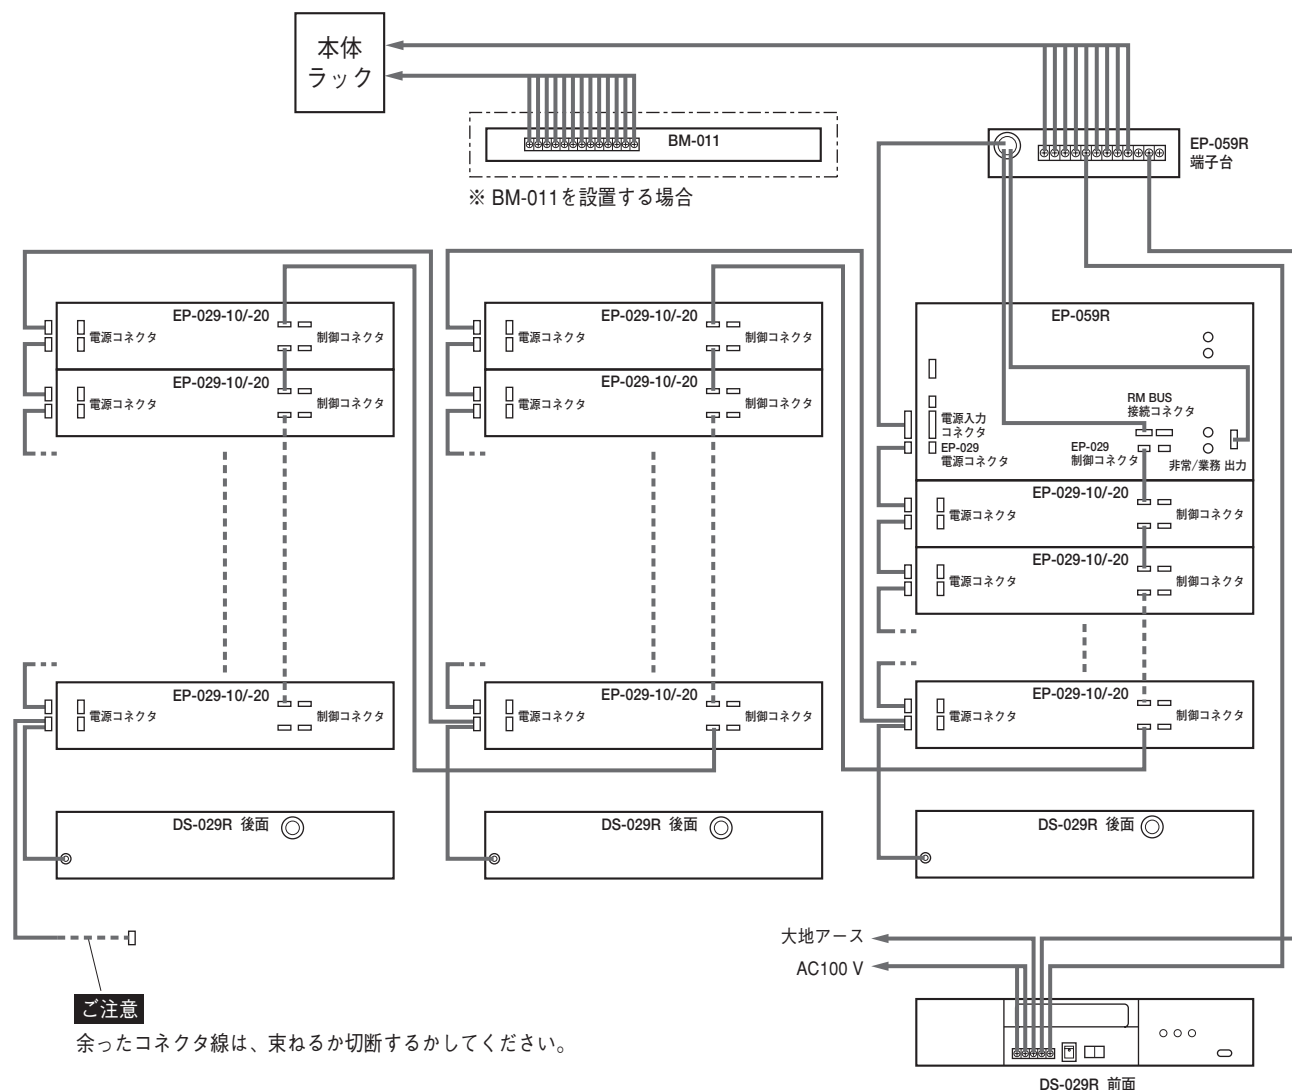 本体
ラック
BM-011
※ BM-011を設置する場合
EP-059R
端子台
EP-029-10/-20
電源コネクタ
制御コネクタ
EP-029-10/-20
電源コネクタ
制御コネクタ
EP-029-10/-20
電源コネクタ
制御コネクタ
DS-029R 後面
EP-029-10/-20
電源コネクタ
制御コネクタ
EP-029-10/-20
電源コネクタ
制御コネクタ
EP-029-10/-20
電源コネクタ
制御コネクタ
DS-029R 後面
EP-059R
RM BUS
接続コネクタ
電源入力
コネクタ
EP-029
電源コネクタ
EP-029
制御コネクタ
非常/業務 出力
EP-029-10/-20
電源コネクタ
制御コネクタ
EP-029-10/-20
電源コネクタ
制御コネクタ
EP-029-10/-20
電源コネクタ
制御コネクタ
DS-029R 後面
大地アース
AC100 V
DS-029R 前面
ご注意
余ったコネクタ線は、束ねるか切断するかしてください。